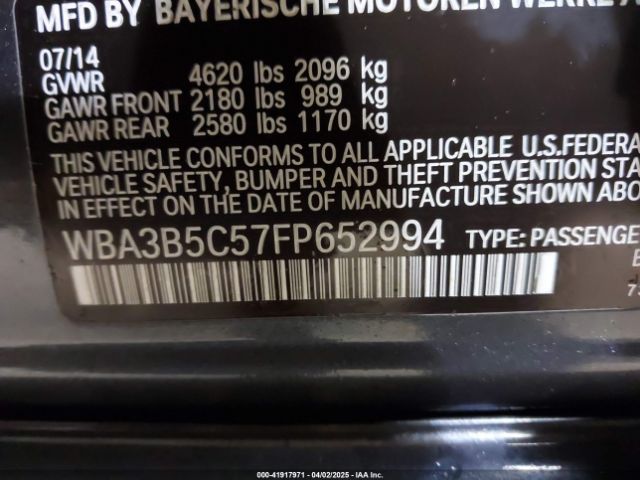 MFD BY BAYERISCHE MOTOREN WERKE
07/14
GVWR 4620 lbs 2096 kg
GAWR FRONT 2180 lbs 989 kg
GAWR REAR 2580 lbs 1170 kg
THIS VEHICLE CONFORMS TO ALL APPLICABLE U.S.FEDERA
VEHICLE SAFETY, BUMPER AND THEFT PREVENTION STA
IN EFFECT ON THE DATE OF MANUFACTURE SHOWN ABO
WBA3B5C57FP652994 TYPE: PASSENGE
000-41917971 - 04/02/2025 - IAA Inc.